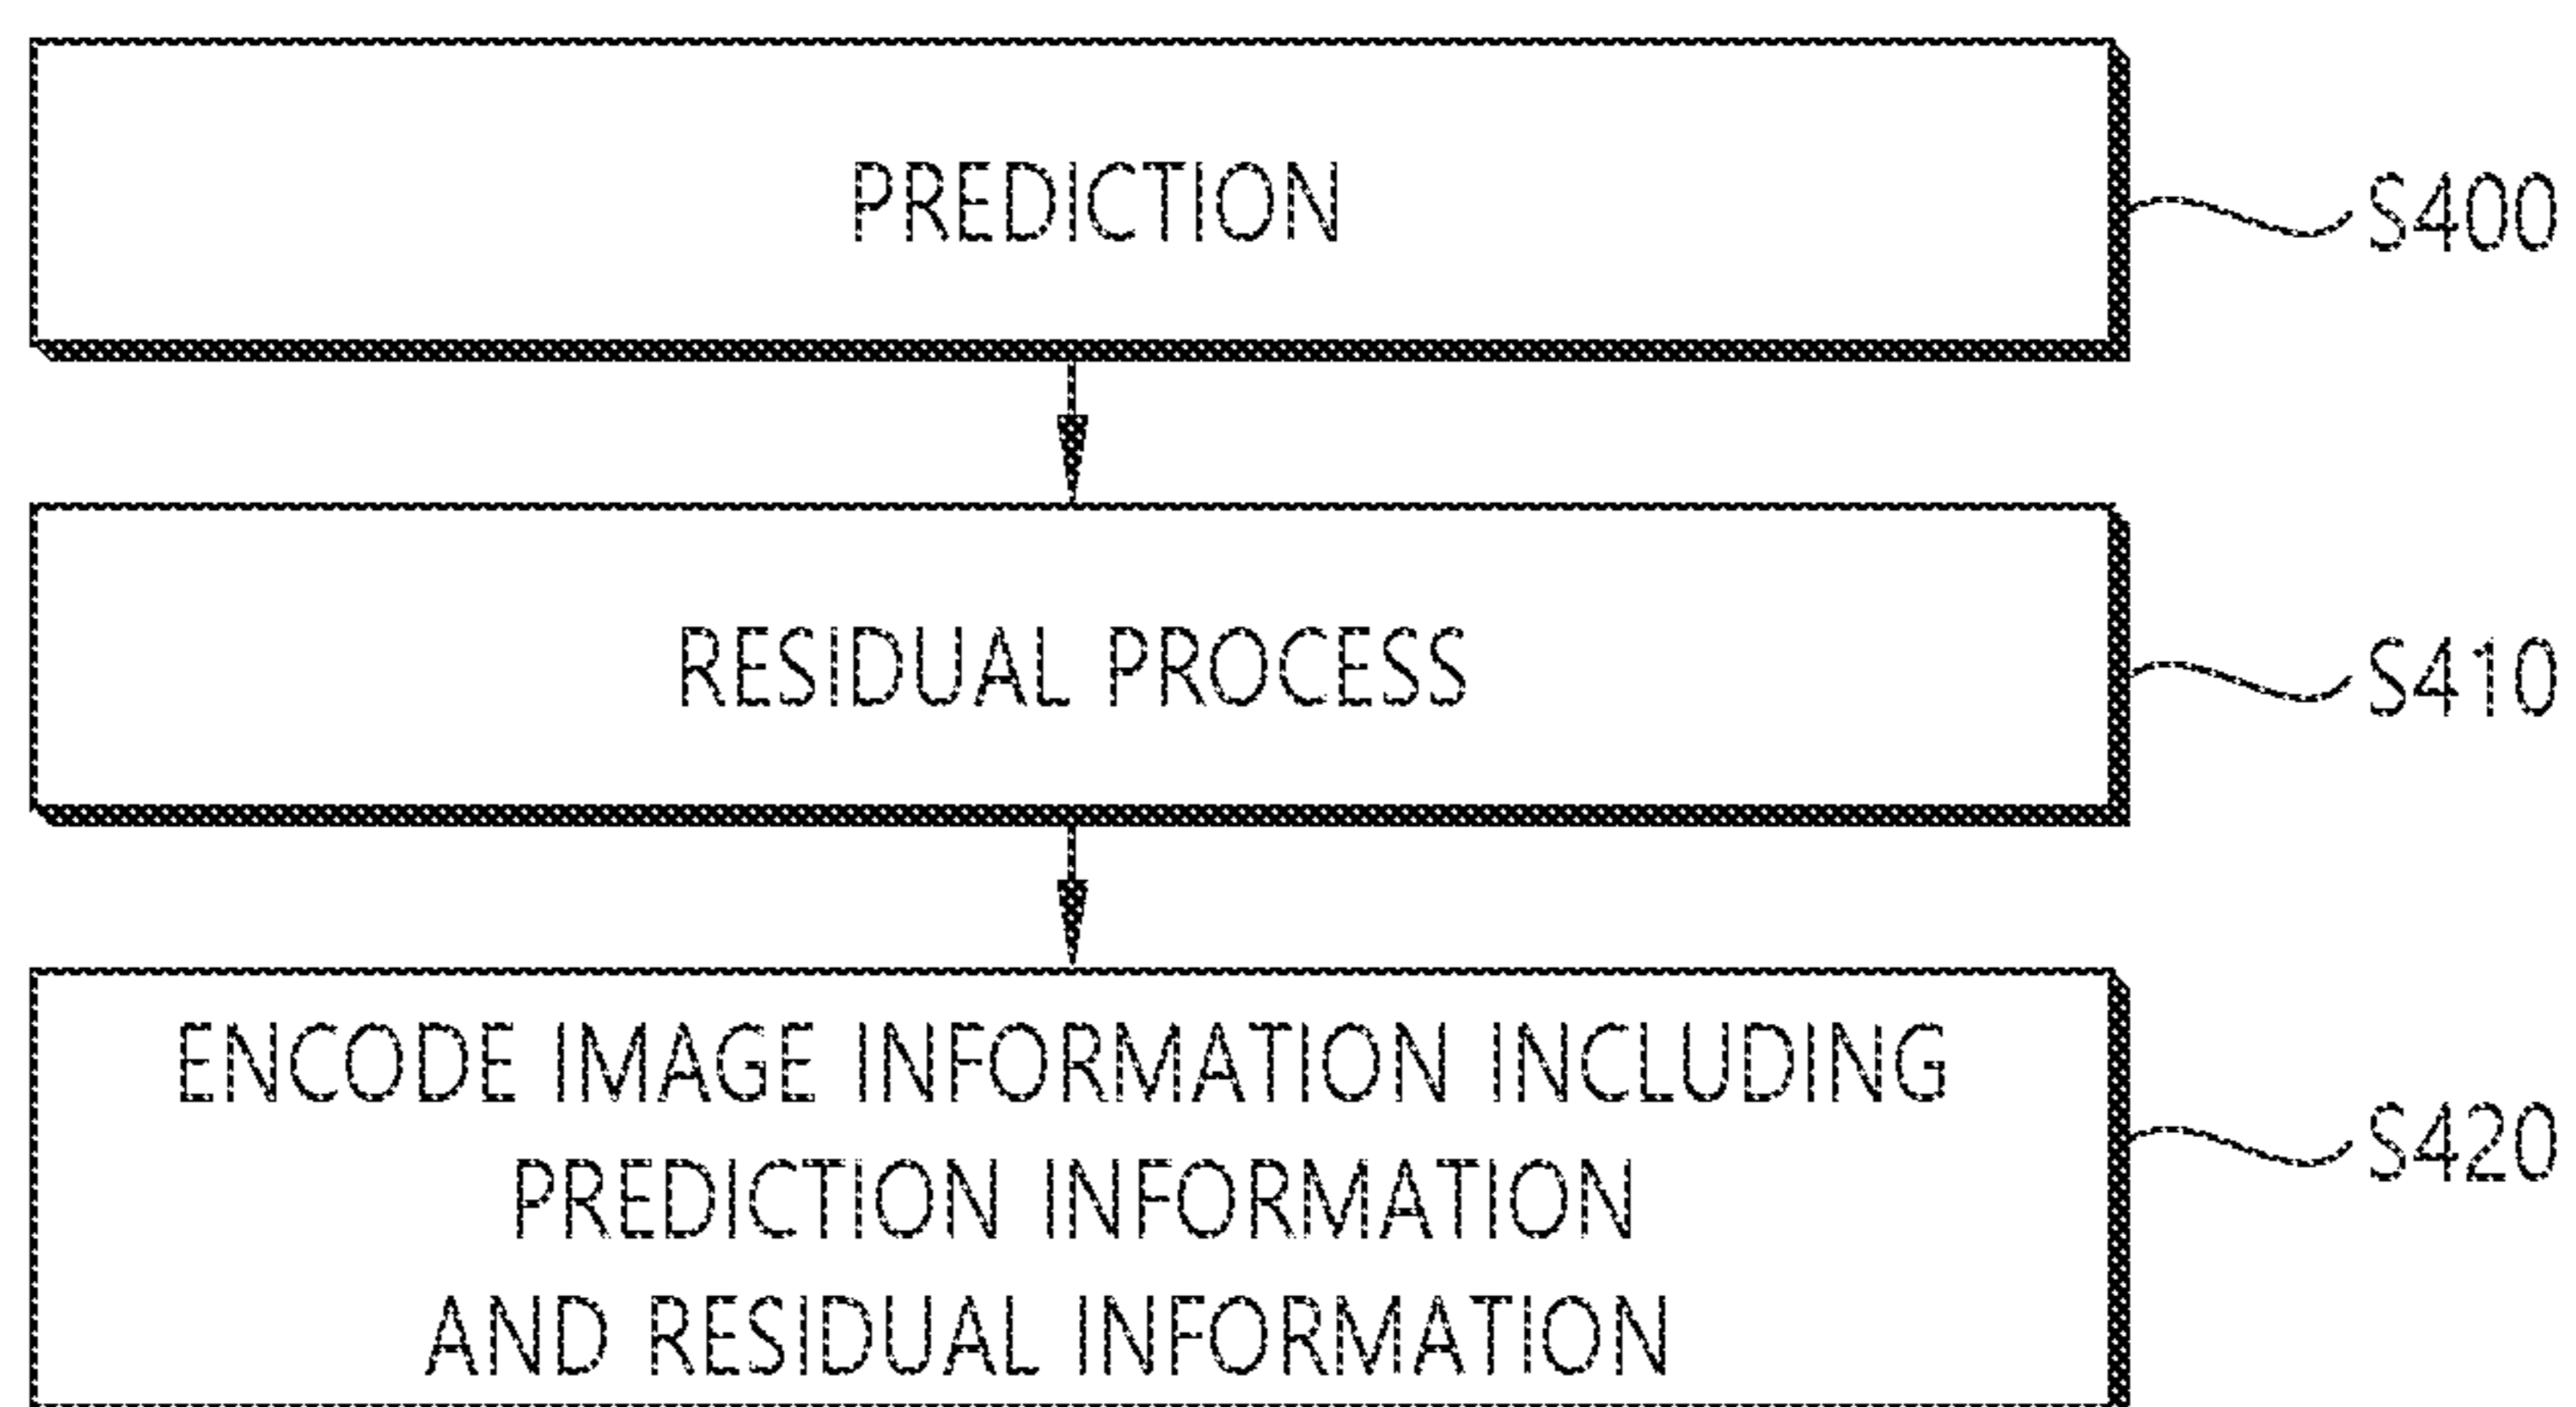 PREDICTION
S400
RESIDUAL PROCESS
S410
ENCODE IMAGE INFORMATION INCLUDING
PREDICTION INFORMATION
AND RESIDUAL INFORMATION
S420